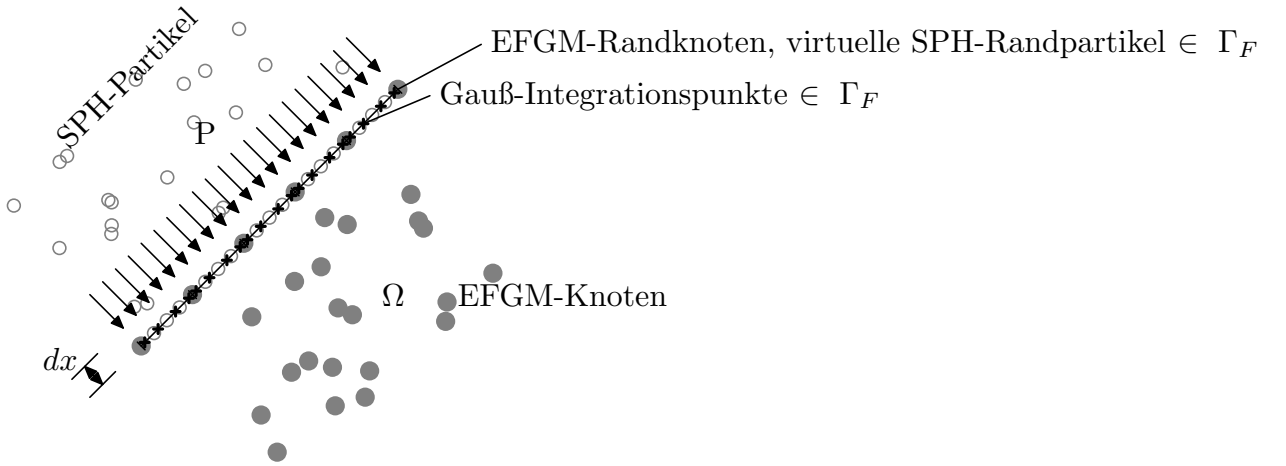 SPH-Partikel
EFGM-Randknoten, virtuelle SPH-Randpartikel ∈ Γ_F
Gauß-Integrationspunkte ∈ Γ_F
P
Ω
EFGM-Knoten
dx